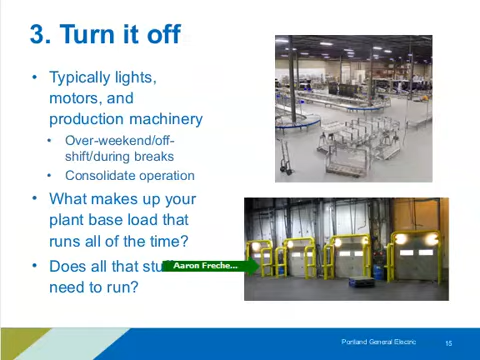 3. Turn it off
• Typically lights,
motors, and
production machinery
• Over-weekend/off-
shift/during breaks
• Consolidate operation
• What makes up your
plant base load that
runs all of the time?
• Does all that
need to run?
Aaron Freche...
Portland General Electric
15